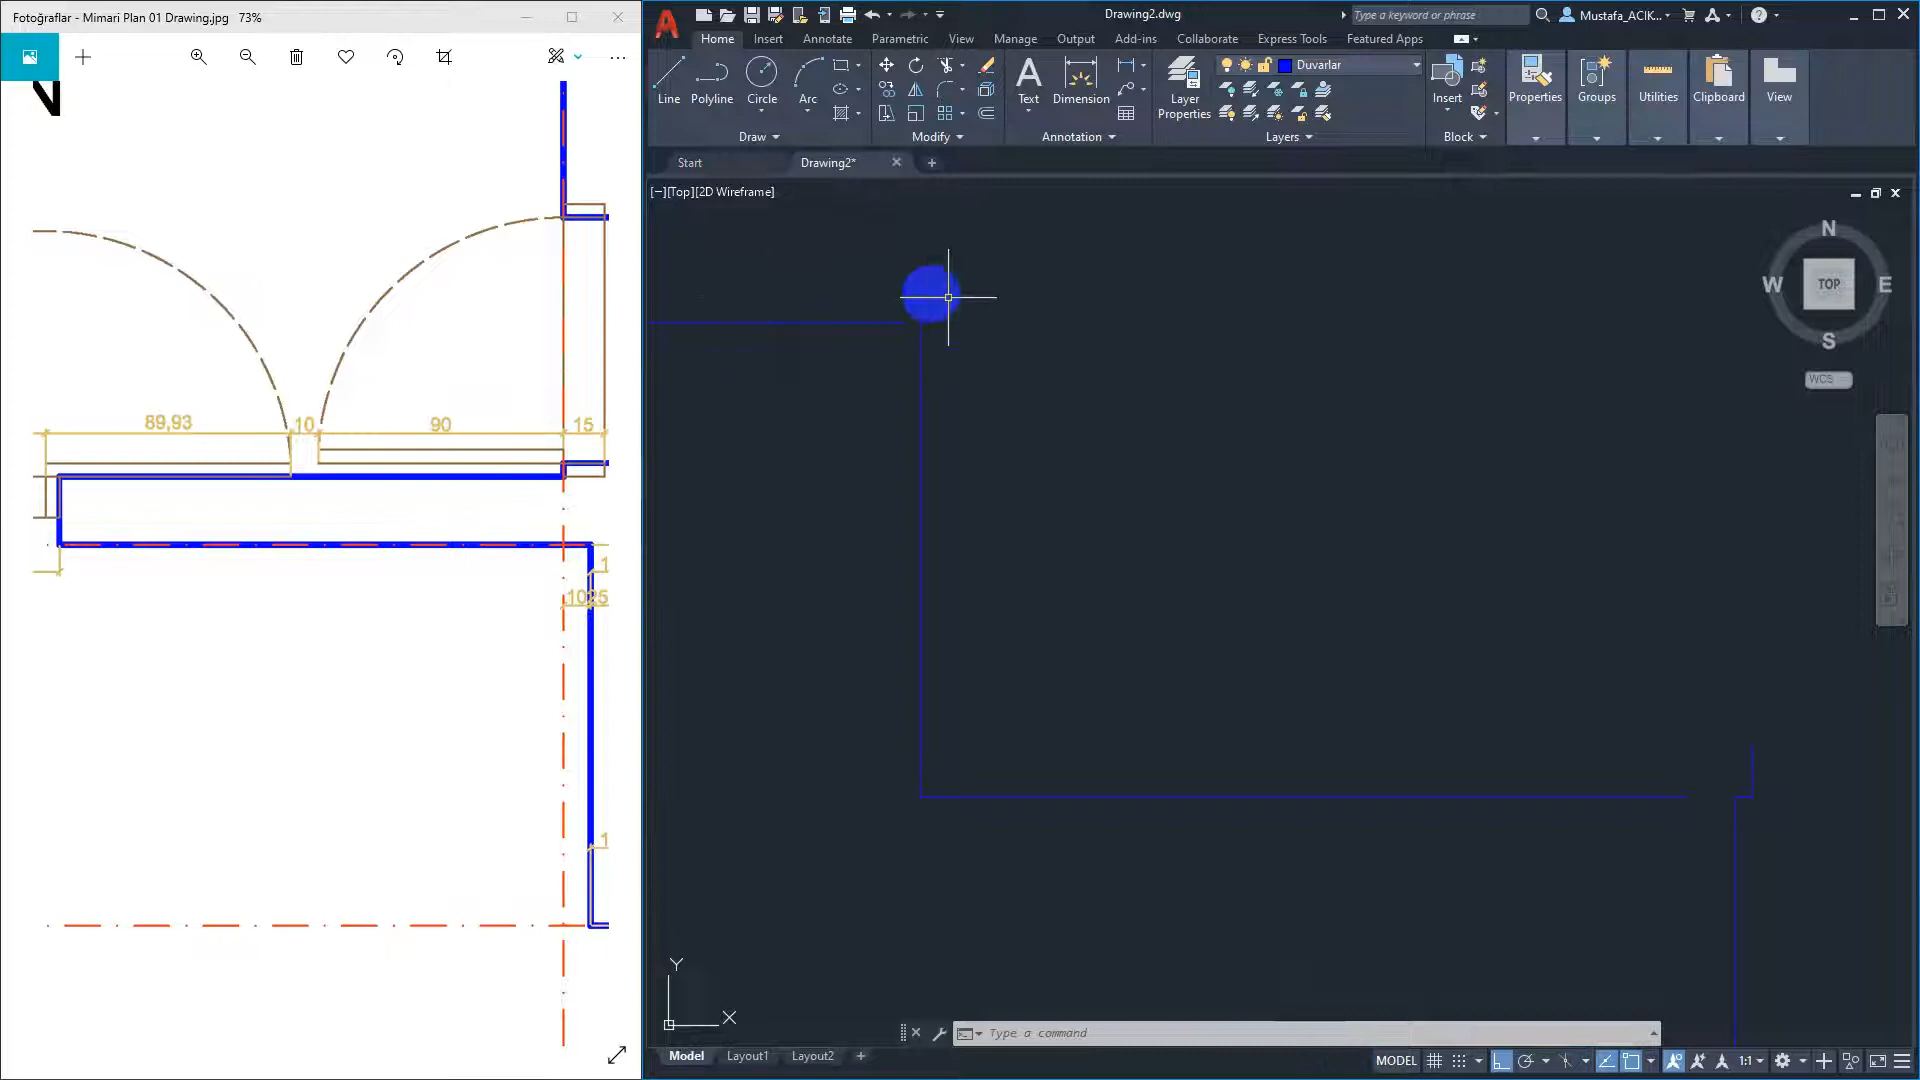 Fotoğraflar - Mimari Plan 01 Drawing.jpg   73%
N
89,93
10
90
15
1
1025
1
Drawing2.dwg
Type a keyword or phrase
Mustafa_ACIK...
Home
Insert
Annotate
Parametric
View
Manage
Output
Add-ins
Collaborate
Express Tools
Featured Apps
Line
Polyline
Circle
Arc
Text
Dimension
Layer Properties
Duvarlar
Insert
Properties
Groups
Utilities
Clipboard
View
Draw
Modify
Annotation
Layers
Block
Start
Drawing2*
[−][Top][2D Wireframe]
N
W
TOP
E
S
WCS
Y
X
Type a command
Model
Layout1
Layout2
MODEL
1:1